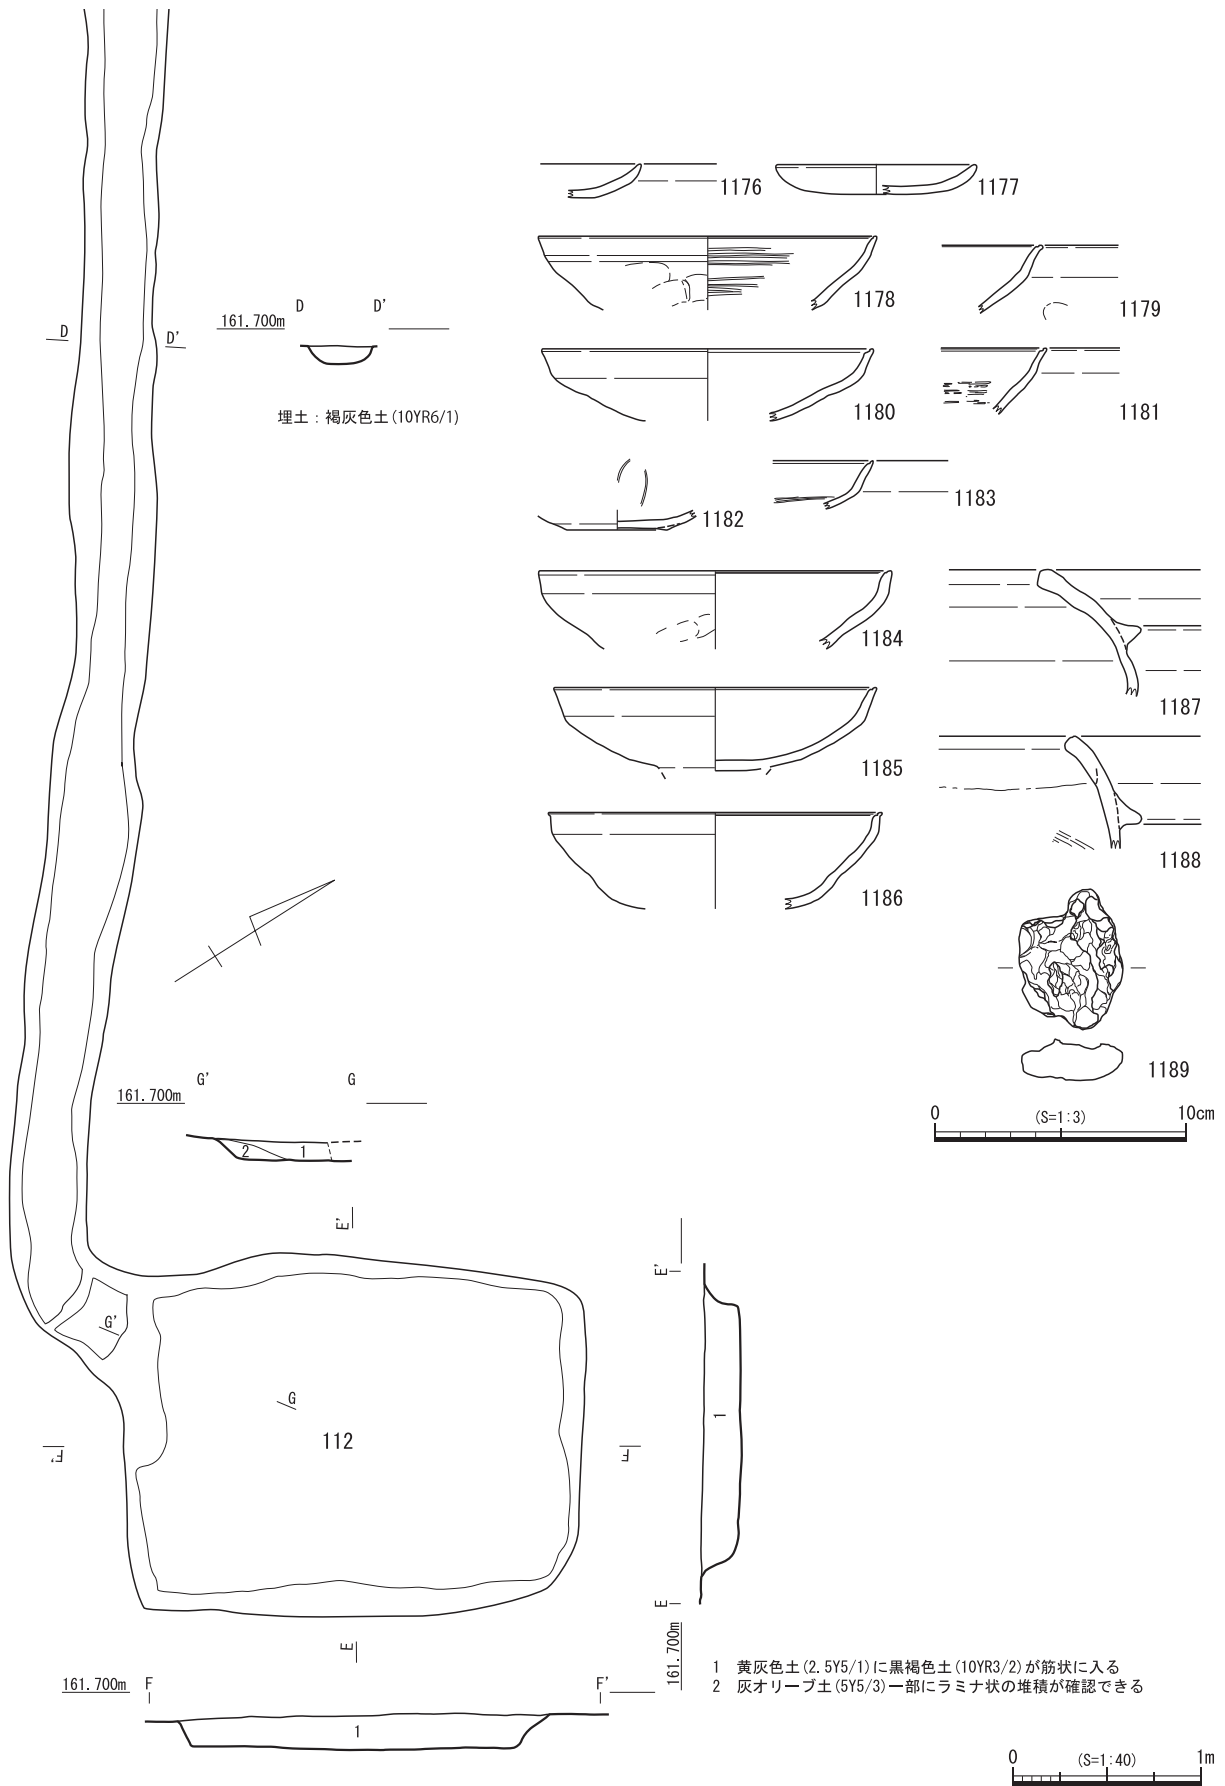 1176
1177
1178
1179
D D'
161.700m
D
D'
1180
1181
埋土：褐灰色土(10YR6/1)
1182
1183
1184
1187
1185
1188
1186
1189
0 (S=1:3) 10cm
G' G
161.700m
2 1
E'
E'
G'
G
112
1
F'
F
E
E
161.700m
161.700m F F'
1
1 黄灰色土(2.5Y5/1)に黒褐色土(10YR3/2)が筋状に入る
2 灰オリーブ土(5Y5/3)一部にラミナ状の堆積が確認できる
0 (S=1:40) 1m